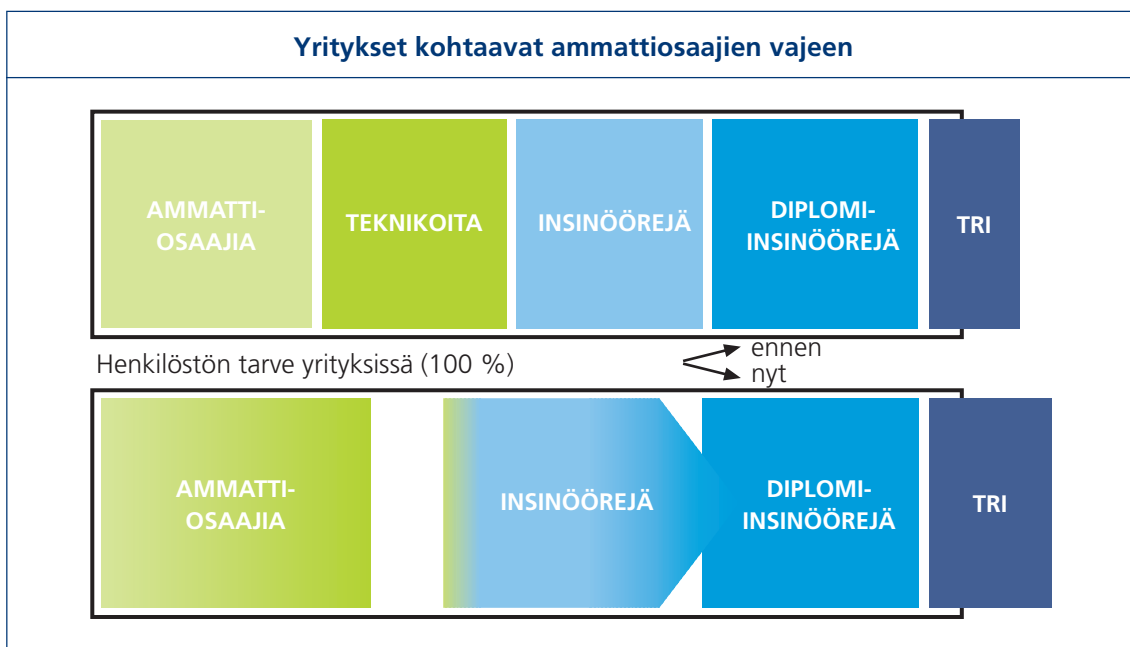 Yritykset kohtaavat ammattiosaajien vajeen
AMMATTI-
OSAAJIA
TEKNIKOITA
INSINÖÖREJÄ
DIPLOMI-
INSINÖÖREJÄ
TRI
Henkilöstön tarve yrityksissä (100 %)
ennen
nyt
AMMATTI-
OSAAJIA
INSINÖÖREJÄ
DIPLOMI-
INSINÖÖREJÄ
TRI